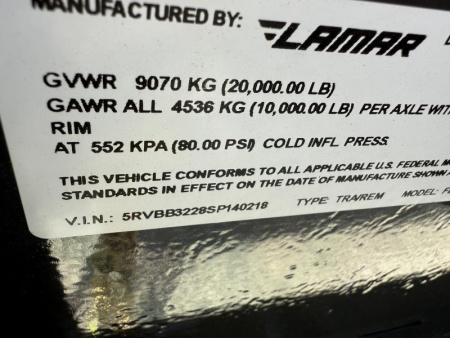 MANUFACTURED BY: LAMAR
GVWR 9070 KG (20,000.00 LB)
GAWR ALL 4536 KG (10,000.00 LB) PER AXLE WIT
RIM
AT 552 KPA (80.00 PSI) COLD INFL PRESS
THIS VEHICLE CONFORMS TO ALL APPLICABLE U.S. FEDERAL M
STANDARDS IN EFFECT ON THE DATE OF MANUFACTURE SHOWN
V.I.N.: 5RVBB3228SP140218 TYPE: TRA/REM MODEL: F